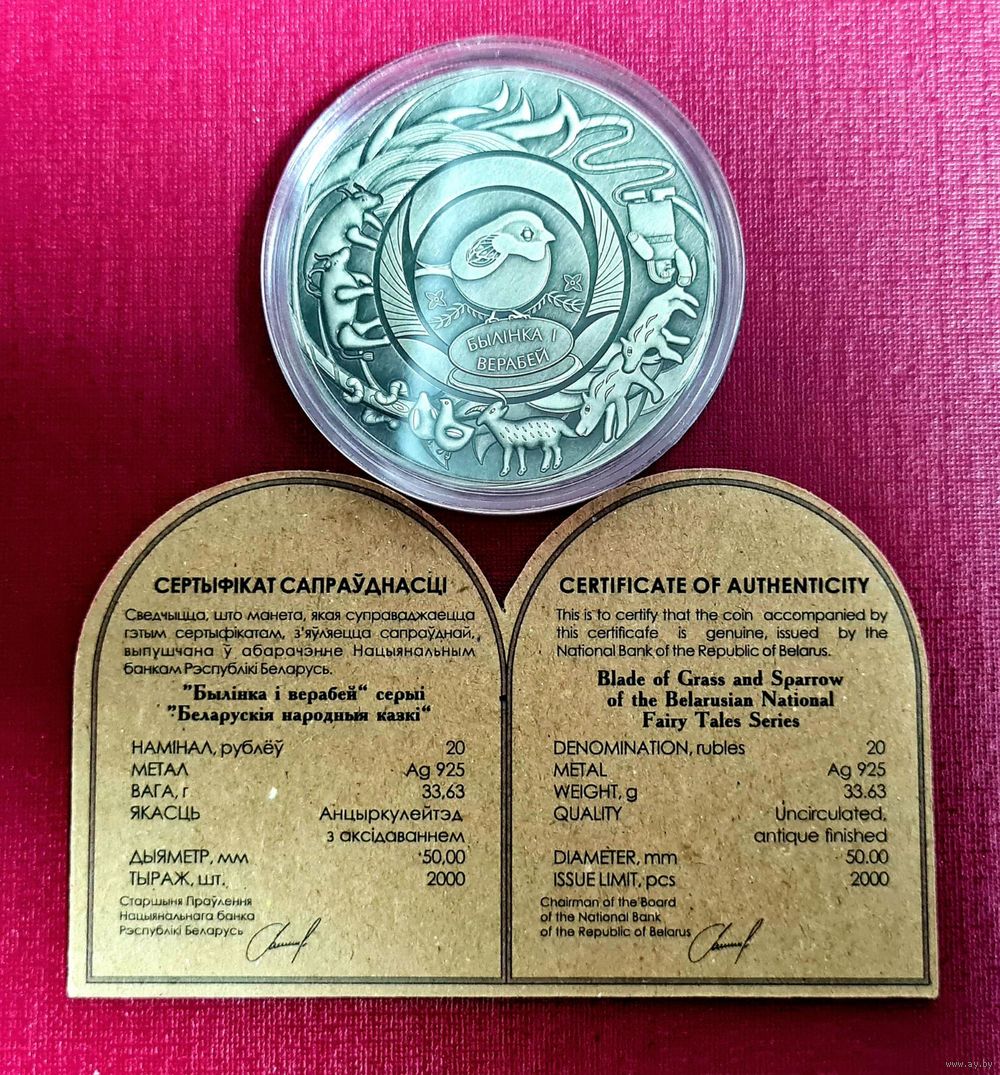 БЫЛІНКА І
ВЕРАБЕЙ
СЕРТЫФІКАТ САПРАЎДНАСЦІ
Сведчыцца, што манета, якая суправаджаецца
гэтым сертыфікатам, з'яўляецца сапраўднай,
выпушчана ў абарачэнне Нацыянальным
банкам Рэспублікі Беларусь.
"Былінка і верабей" серыі
"Беларускія народныя казкі"
НАМІНАЛ, рублёў 20
МЕТАЛ Ag 925
ВАГА, г 33,63
ЯКАСЦЬ Анцыркулейтэд
з аксідаваннем
ДЫЯМЕТР, мм 50,00
ТЫРАЖ, шт. 2000
Старшыня Праўлення
Нацыянальнага банка
Рэспублікі Беларусь
CERTIFICATE OF AUTHENTICITY
This is to certify that the coin accompanied by
this certificate is genuine, issued by the
National Bank of the Republic of Belarus.
Blade of Grass and Sparrow
of the Belarusian National
Fairy Tales Series
DENOMINATION, rubles 20
METAL Ag 925
WEIGHT, g 33.63
QUALITY Uncirculated,
antique finished
DIAMETER, mm 50.00
ISSUE LIMIT, pcs 2000
Chairman of the Board
of the National Bank
of the Republic of Belarus
www.ay.by